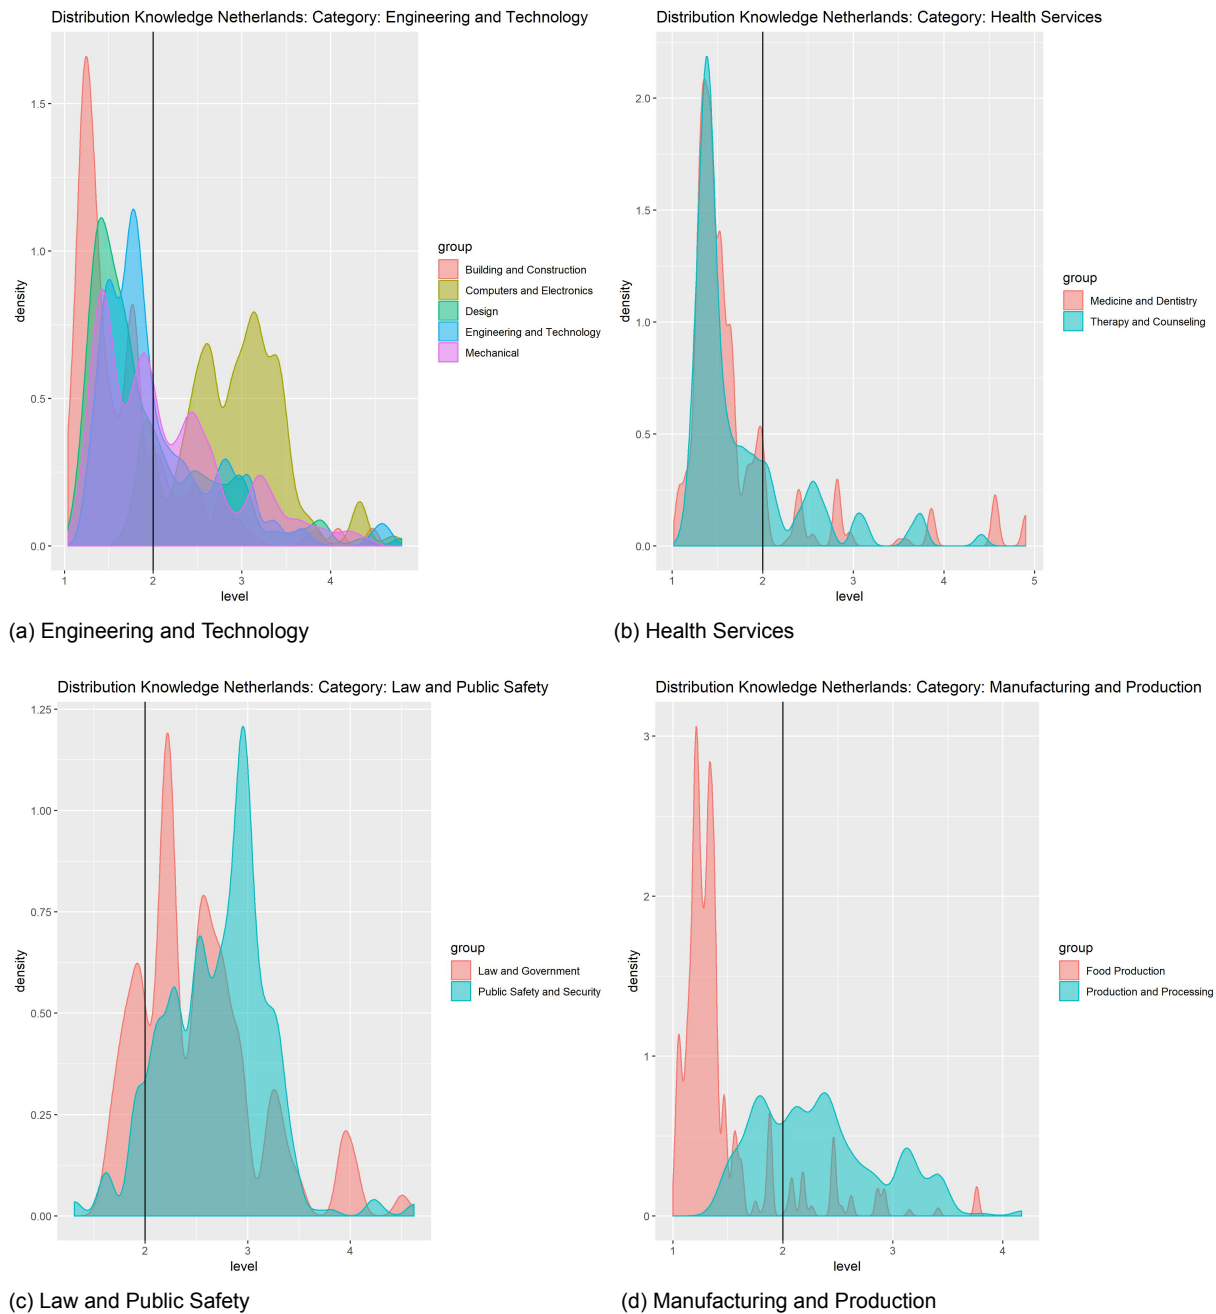 Distribution Knowledge Netherlands: Category: Engineering and Technology
1.5
1.0
0.5
0.0
density
1 2 3 4
level
group
Building and Construction
Computers and Electronics
Design
Engineering and Technology
Mechanical
(a) Engineering and Technology
Distribution Knowledge Netherlands: Category: Health Services
2.0
1.5
1.0
0.5
0.0
density
1 2 3 4 5
level
group
Medicine and Dentistry
Therapy and Counseling
(b) Health Services
Distribution Knowledge Netherlands: Category: Law and Public Safety
1.25
1.00
0.75
0.50
0.25
0.00
density
2 3 4
level
group
Law and Government
Public Safety and Security
(c) Law and Public Safety
Distribution Knowledge Netherlands: Category: Manufacturing and Production
3
2
1
0
density
1 2 3 4
level
group
Food Production
Production and Processing
(d) Manufacturing and Production